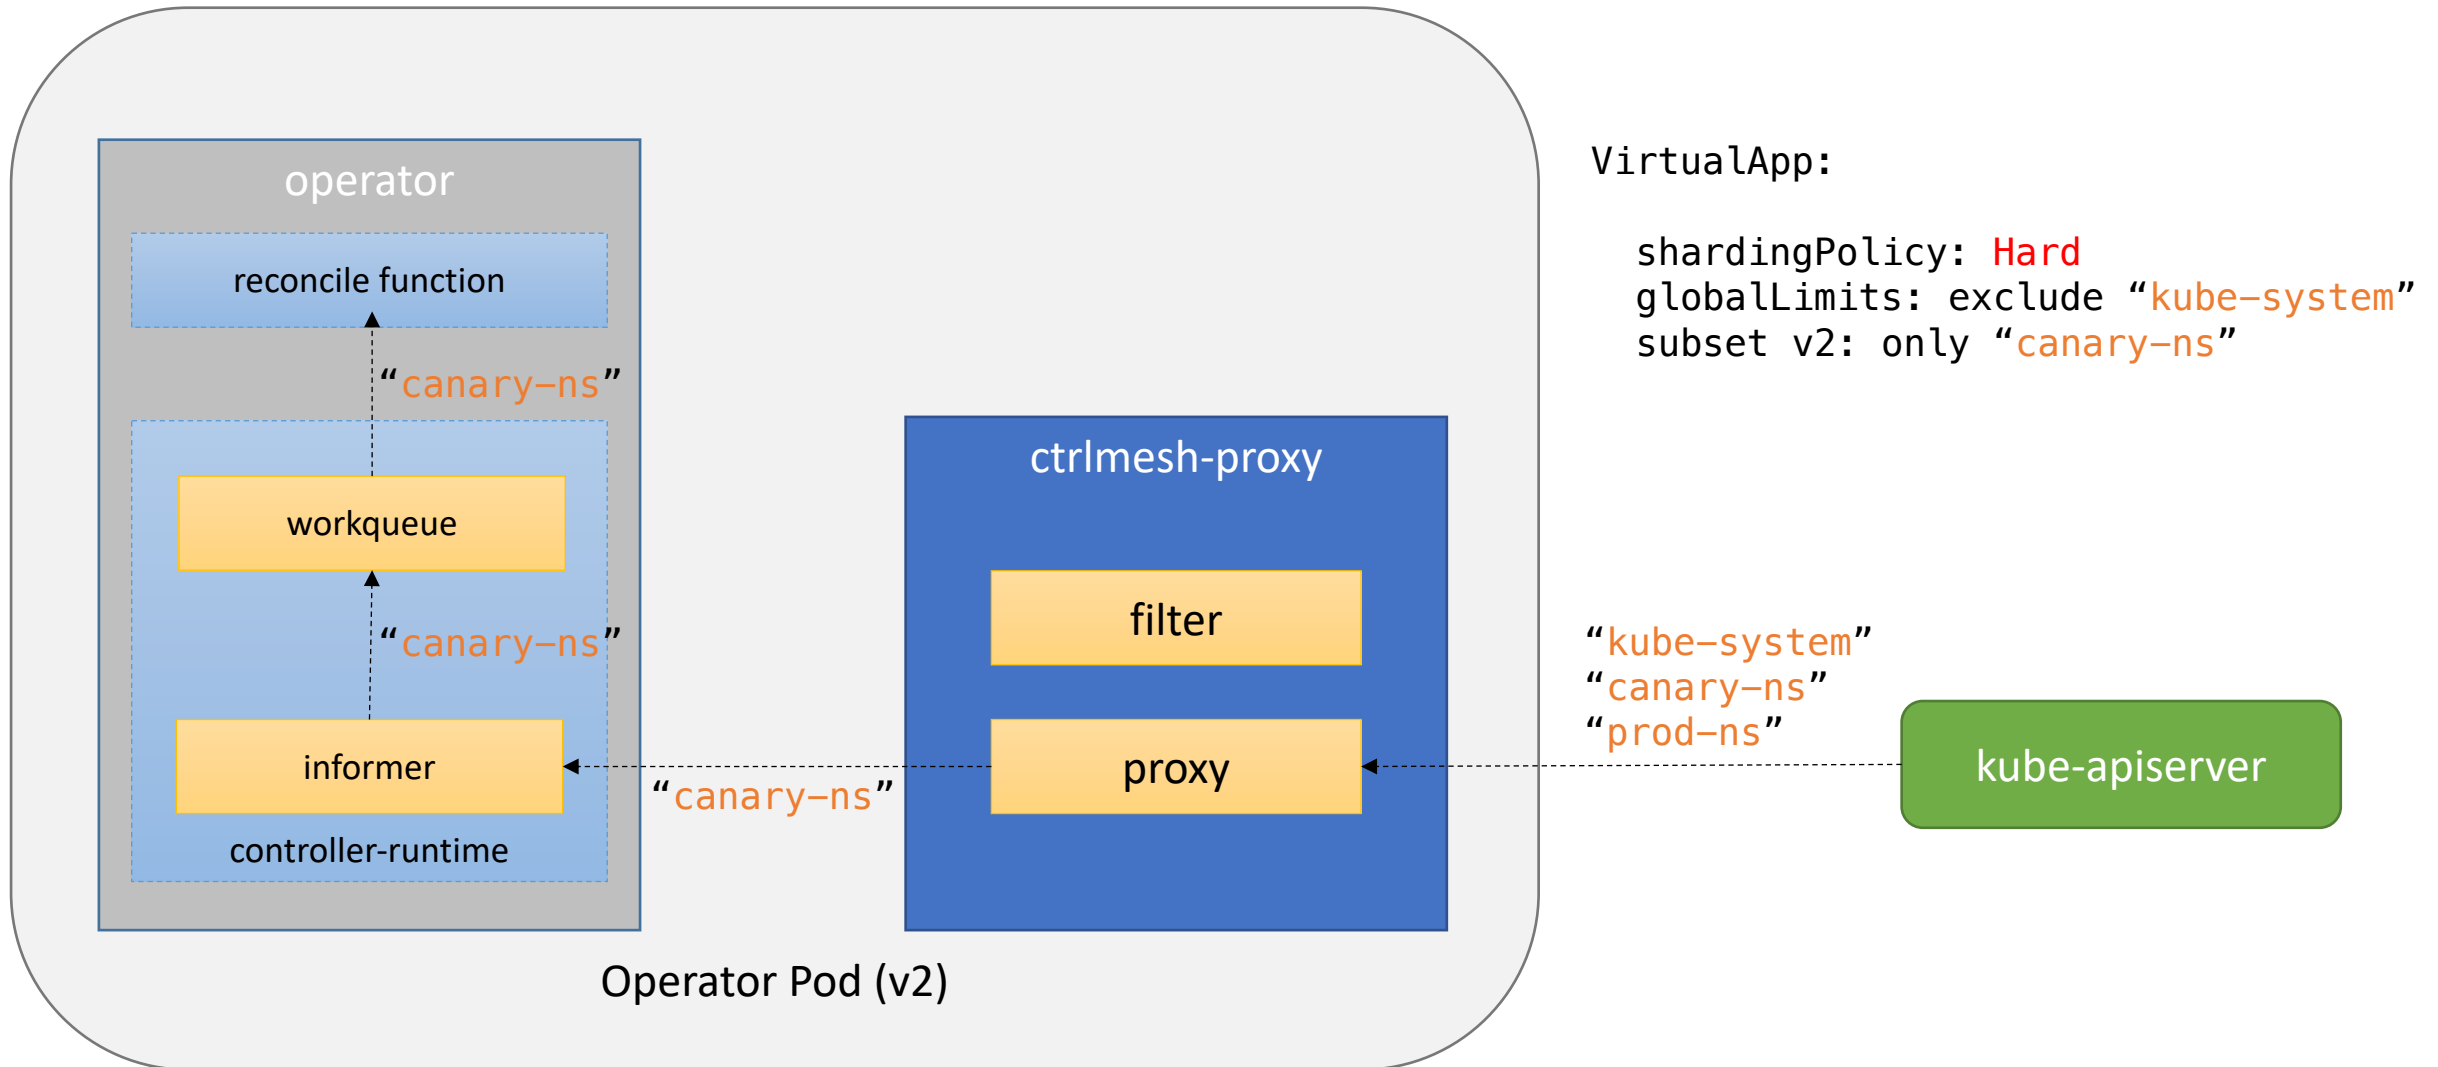 operator
reconcile function
“canary-ns”
workqueue
“canary-ns”
informer
controller-runtime
“canary-ns”
ctrlmesh-proxy
filter
proxy
Operator Pod (v2)
VirtualApp:
shardingPolicy: Hard
globalLimits: exclude “kube-system”
subset v2: only “canary-ns”
“kube-system”
“canary-ns”
“prod-ns”
kube-apiserver